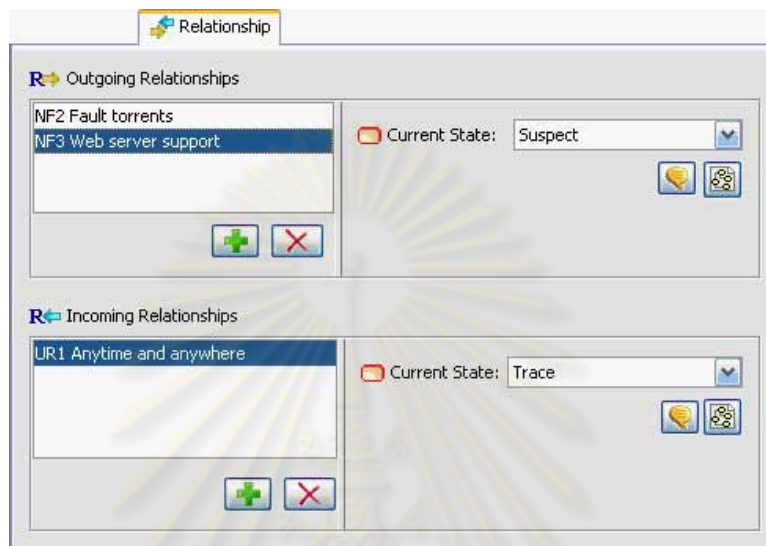 Relationship
R Outgoing Relationships
NF2 Fault torrents
NF3 Web server support
Current State: Suspect
R Incoming Relationships
UR1 Anytime and anywhere
Current State: Trace